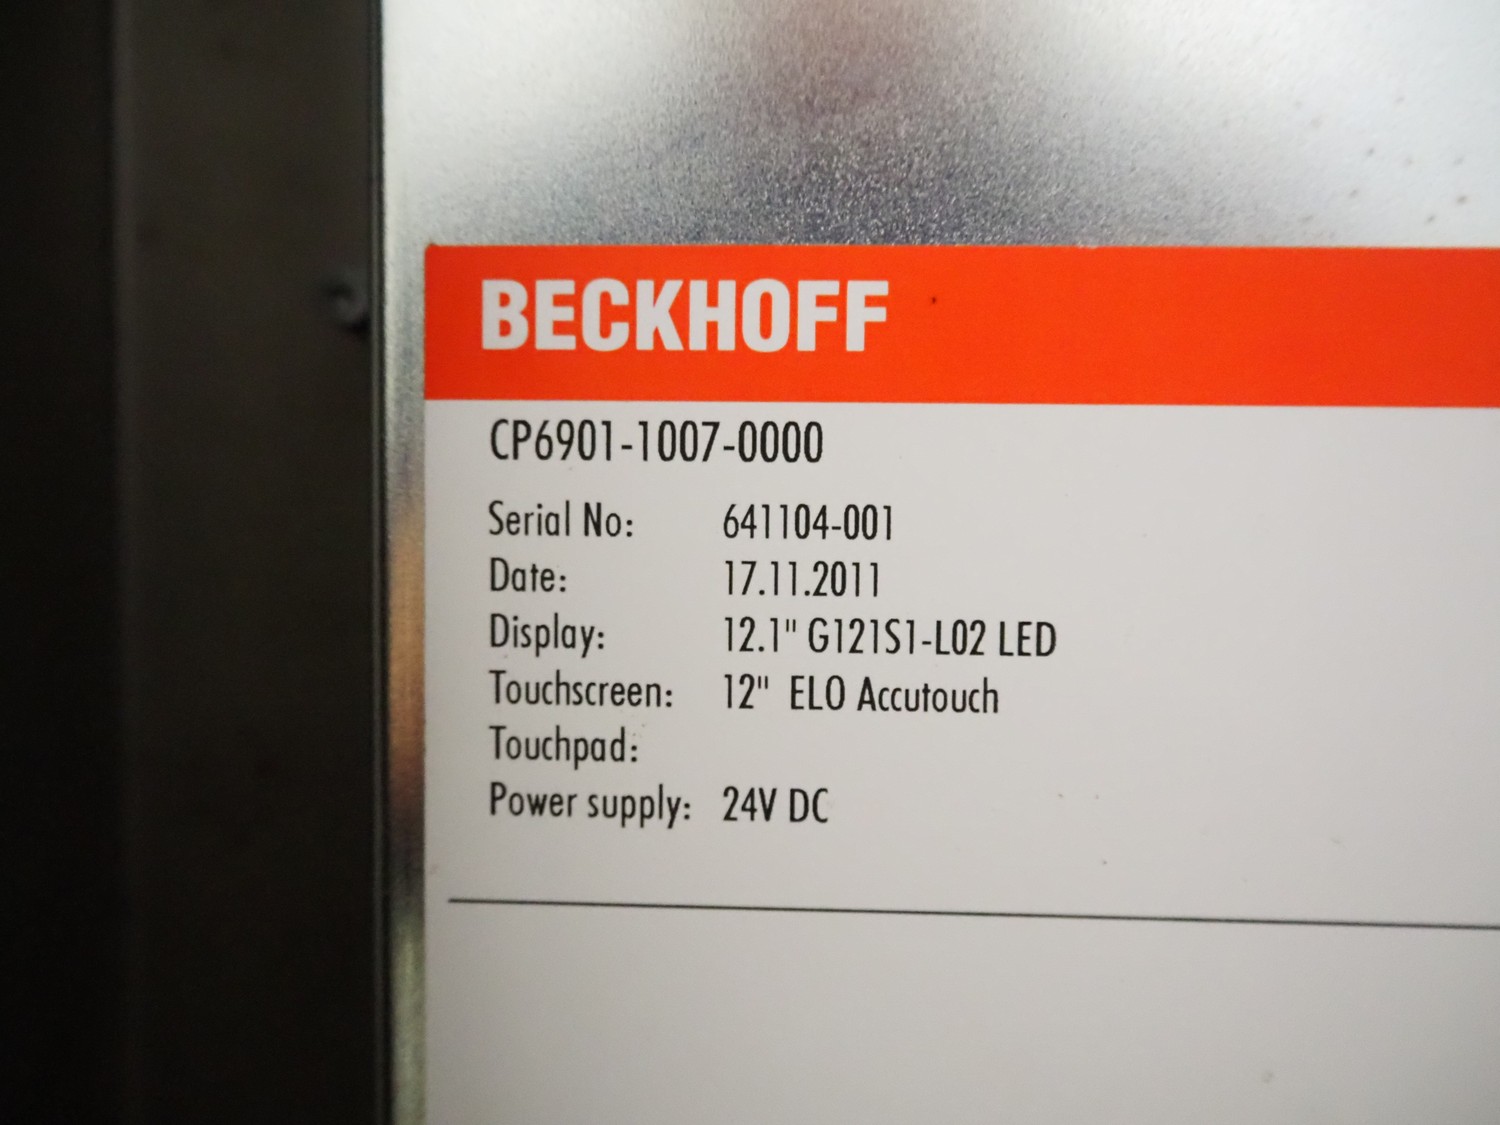 BECKHOFF
CP6901-1007-0000
Serial No: 641104-001
Date: 17.11.2011
Display: 12.1" G121S1-L02 LED
Touchscreen: 12" ELO Accutouch
Touchpad:
Power supply: 24V DC